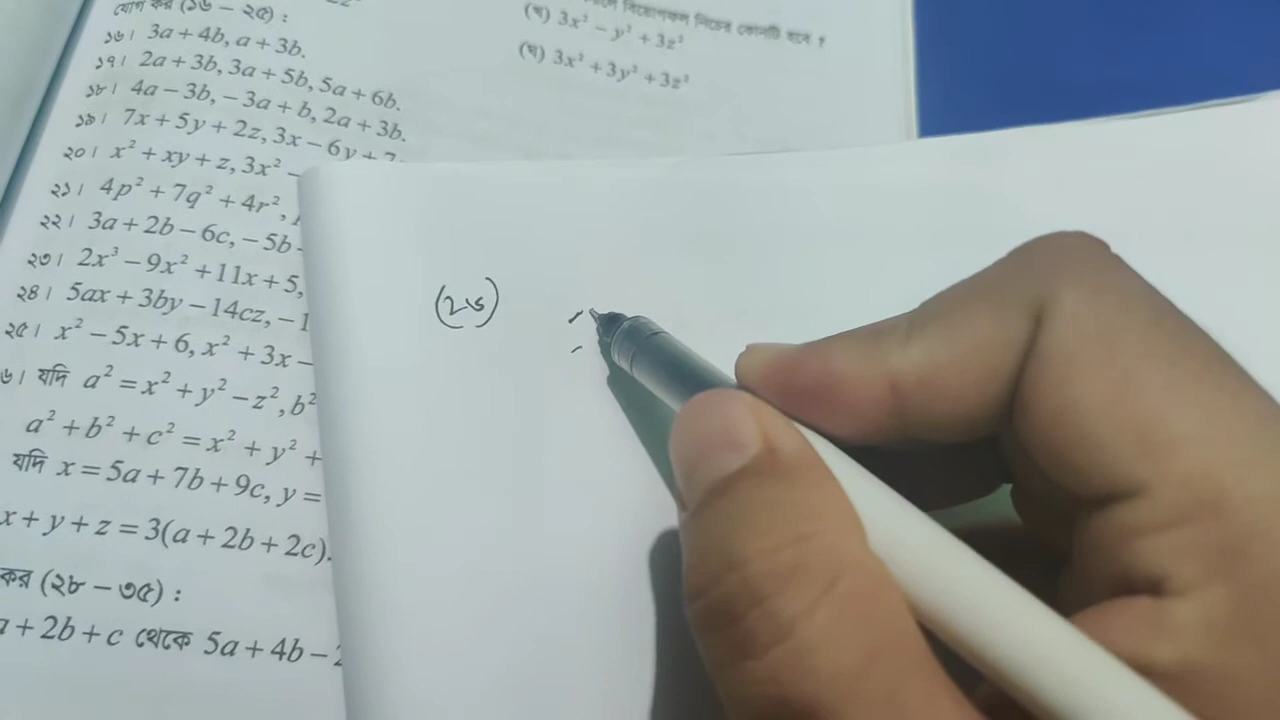 যোগ কর (১৬ – ২৫) :
১৬। 3a + 4b, a + 3b.
১৭। 2a + 3b, 3a + 5b, 5a + 6b.
১৮। 4a − 3b, − 3a + b, 2a + 3b.
১৯। 7x + 5y + 2z, 3x − 6y +
২০। x² + xy + z, 3x² −
২১। 4p² + 7q² + 4r²,
২২। 3a + 2b − 6c, − 5b
২৩। 2x³ − 9x² + 11x + 5,
২৪। 5ax + 3by − 14cz, − 1
২৫। x² − 5x + 6, x² + 3x −
৬। যদি a² = x² + y² − z², b²
a² + b² + c² = x² + y² +
যদি x = 5a + 7b + 9c, y =
x + y + z = 3(a + 2b + 2c).
কর (২৮ – ৩৫) :
a + 2b + c থেকে 5a + 4b −
বিয়োগফল নিচের কোনটি হবে ?
(খ) 3x² − y² + 3z²
(ঘ) 3x² + 3y² + 3z²